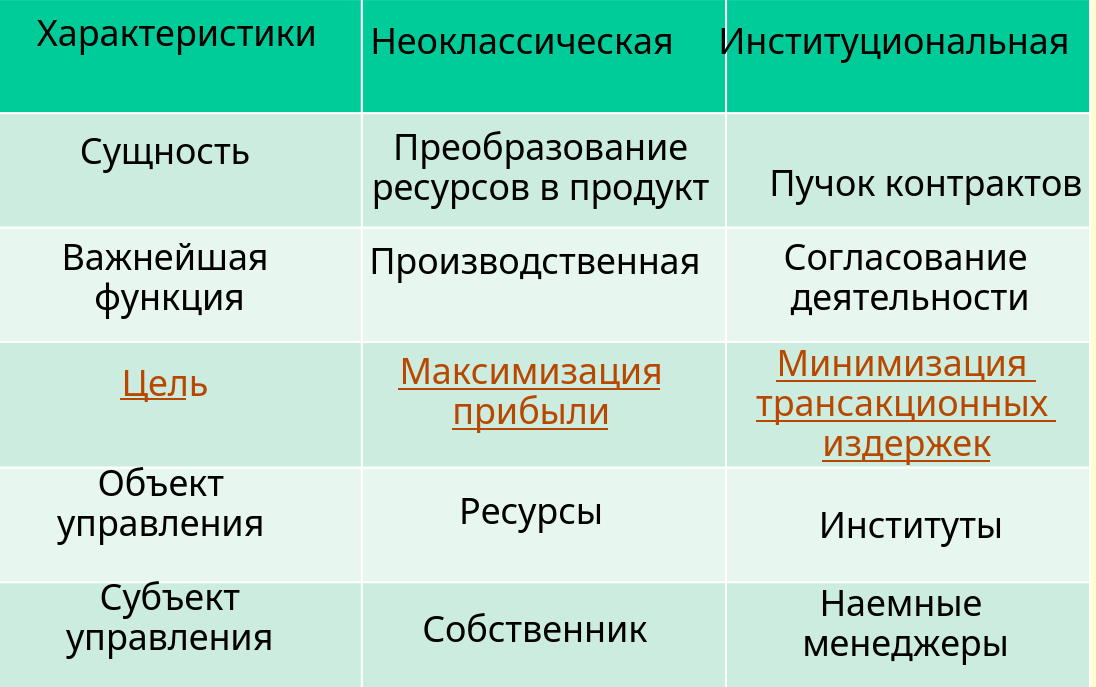 Характеристики
Неоклассическая
Институциональная
Сущность
Преобразование
ресурсов в продукт
Пучок контрактов
Важнейшая
функция
Производственная
Согласование
деятельности
Цель
Максимизация
прибыли
Минимизация
трансакционных
издержек
Объект
управления
Ресурсы
Институты
Субъект
управления
Собственник
Наемные
менеджеры